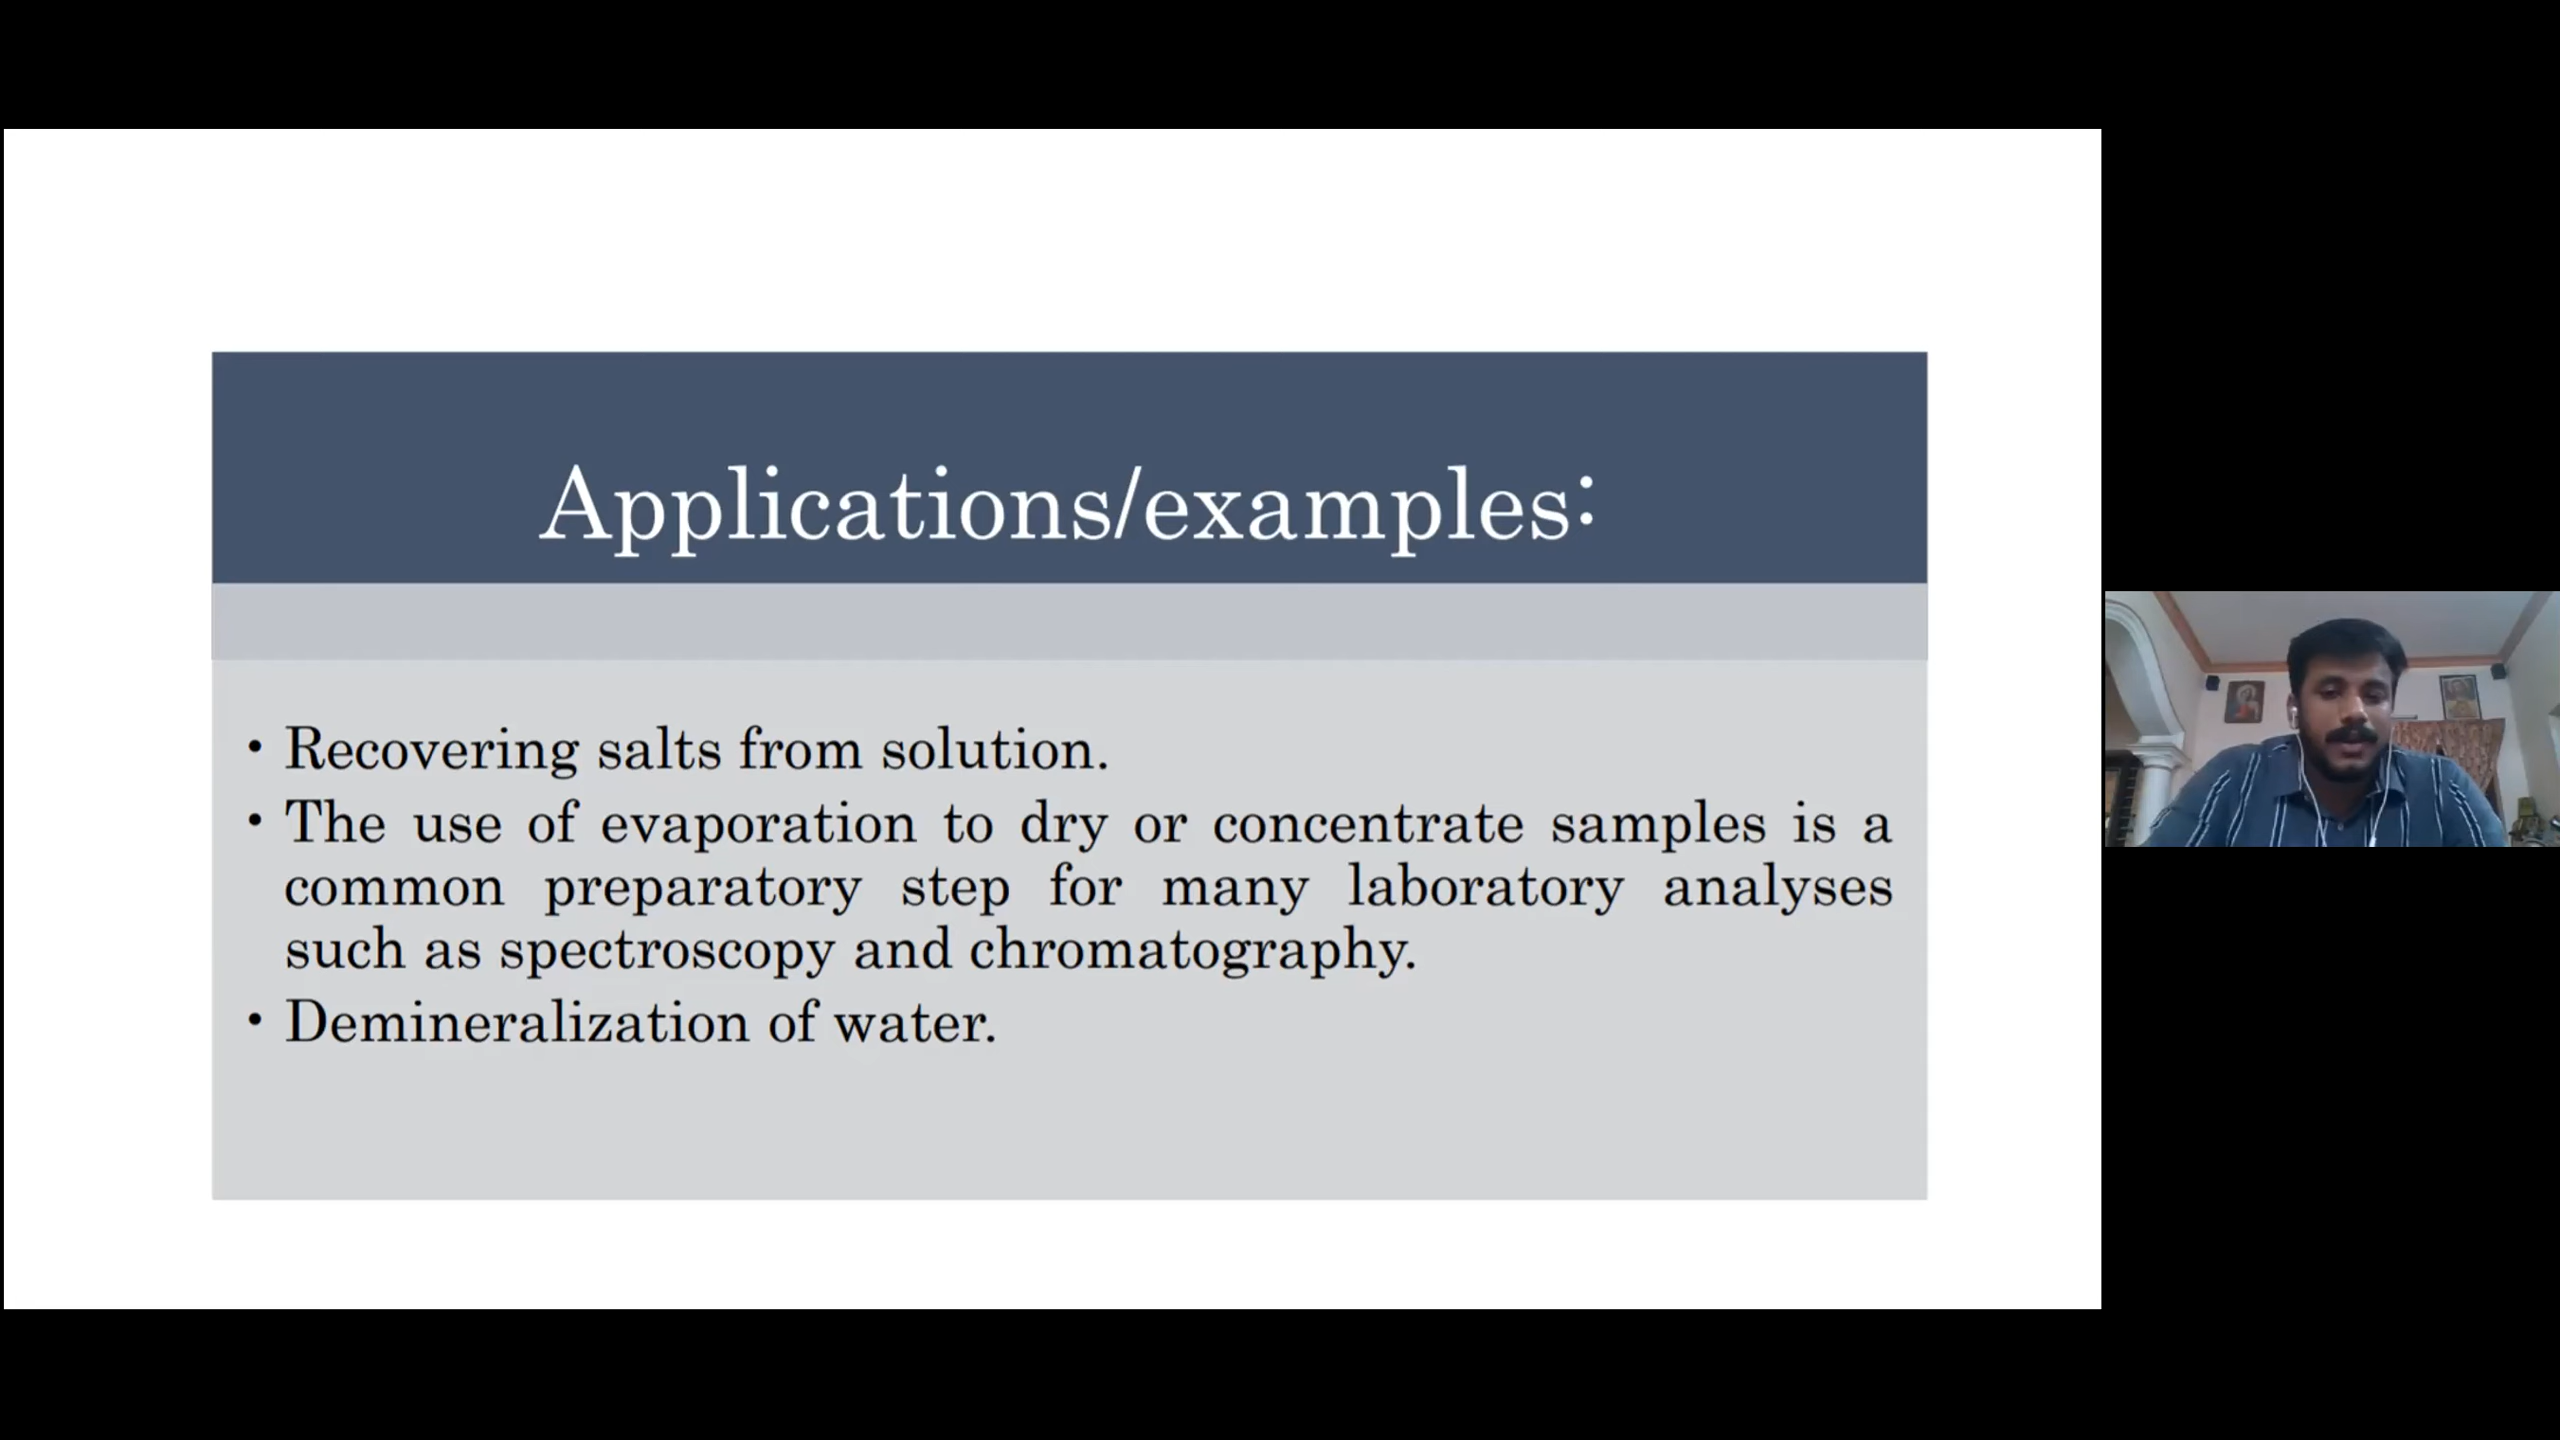 Applications/examples:
• Recovering salts from solution.
• The use of evaporation to dry or concentrate samples is a
common preparatory step for many laboratory analyses
such as spectroscopy and chromatography.
• Demineralization of water.